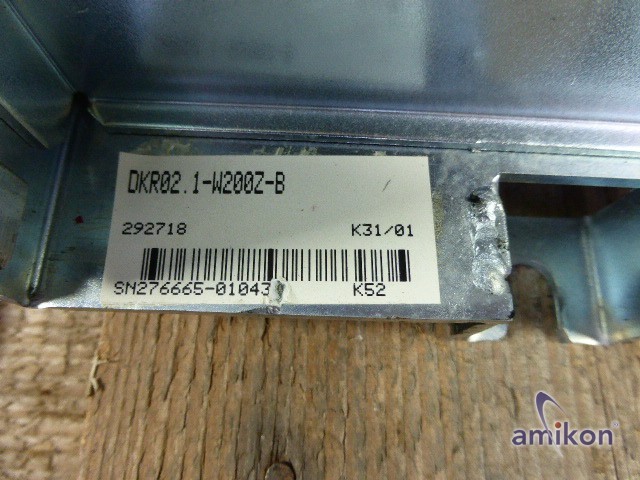 DKR02.1-W200Z-B
292718 K31/01
SN276665-01043 K52
amikon